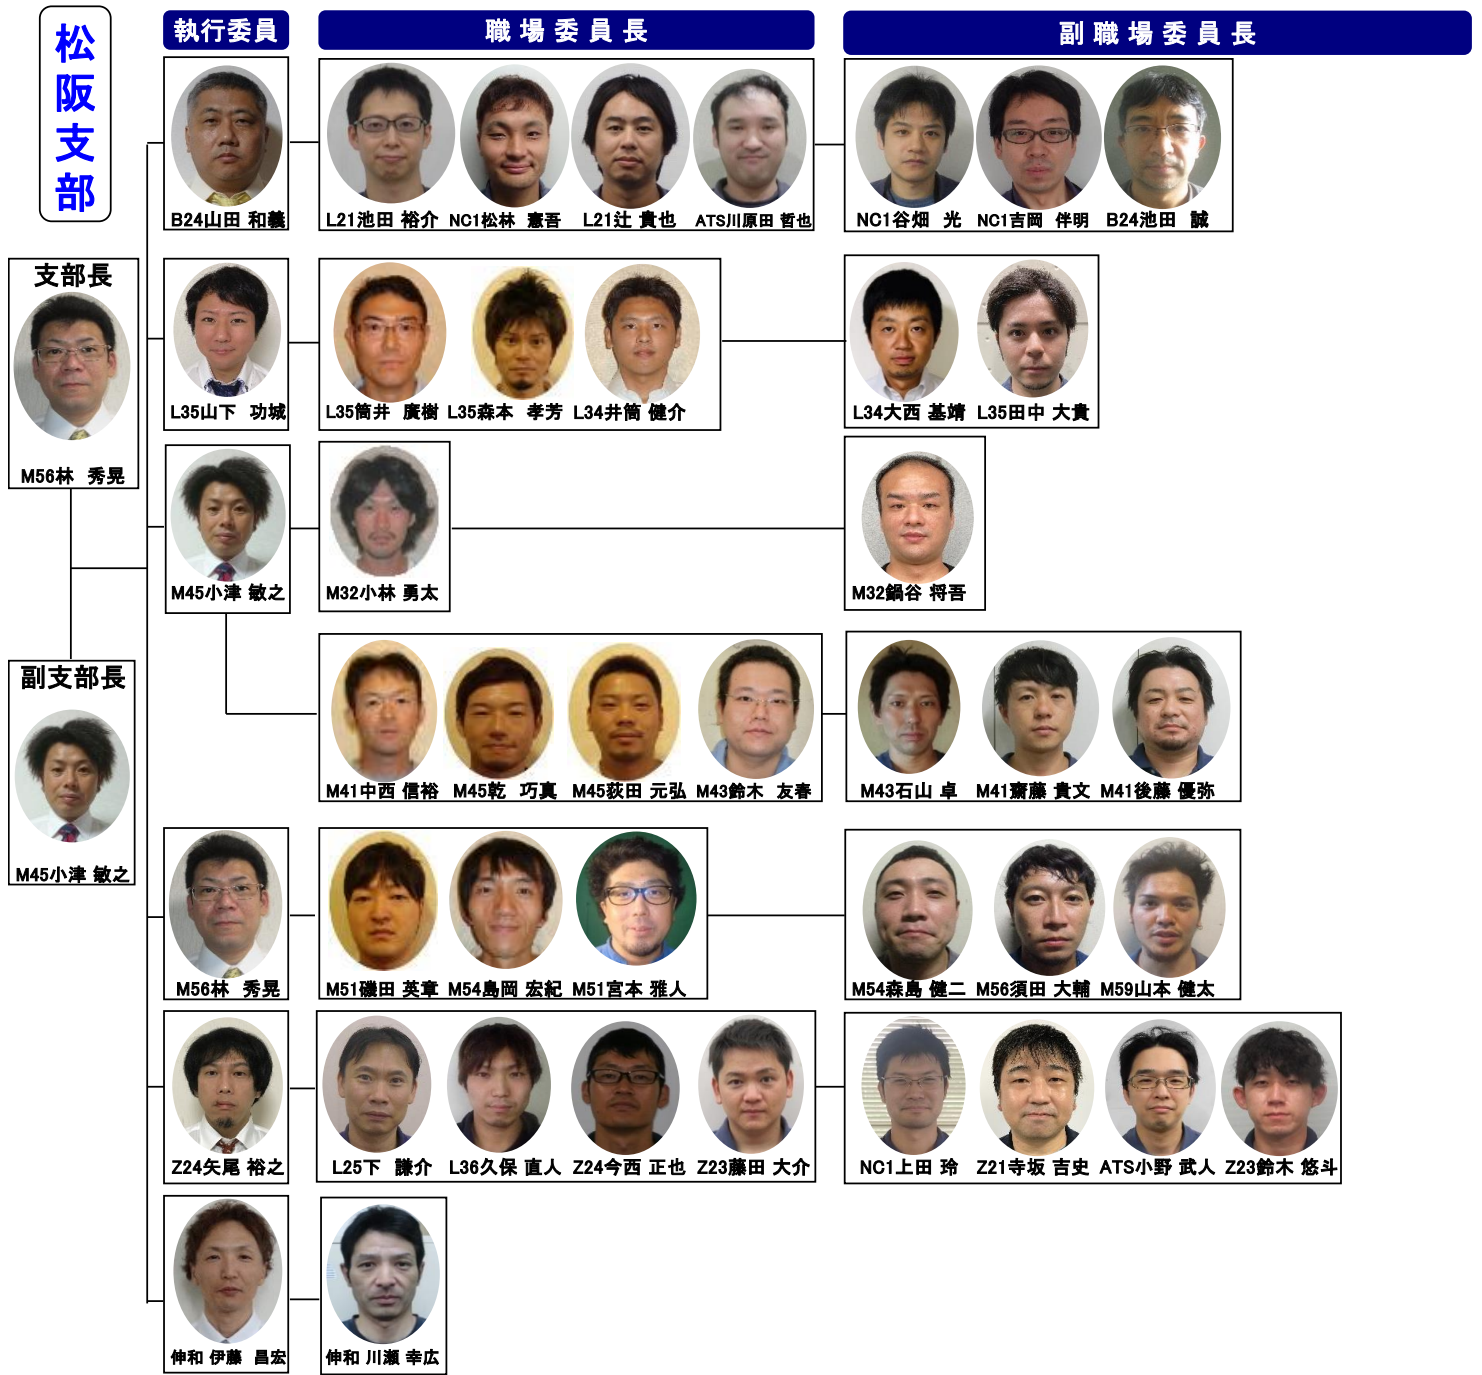 松阪支部
執行委員
職場委員長
副職場委員長
B24山田 和義
L21池田 裕介 NC1松林 憲吾 L21辻 貴也 ATS川原田 哲也
NC1谷畑 光 NC1吉岡 伴明 B24池田 誠
支部長
M56林 秀晃
L35山下 功城
L35筒井 廣樹 L35森本 孝芳 L34井筒 健介
L34大西 基靖 L35田中 大貴
M45小津 敏之
M32小林 勇太
M32鍋谷 将吾
副支部長
M45小津 敏之
M41中西 信裕 M45乾 巧真 M45荻田 元弘 M43鈴木 友春
M43石山 卓 M41齋藤 貴文 M41後藤 優弥
M56林 秀晃
M51磯田 英章 M54島岡 宏紀 M51宮本 雅人
M54森島 健二 M56須田 大輔 M59山本 健太
Z24矢尾 裕之
L25下 謙介 L36久保 直人 Z24今西 正也 Z23藤田 大介
NC1上田 玲 Z21寺坂 吉史 ATS小野 武人 Z23鈴木 悠斗
伸和 伊藤 昌宏
伸和 川瀬 幸広